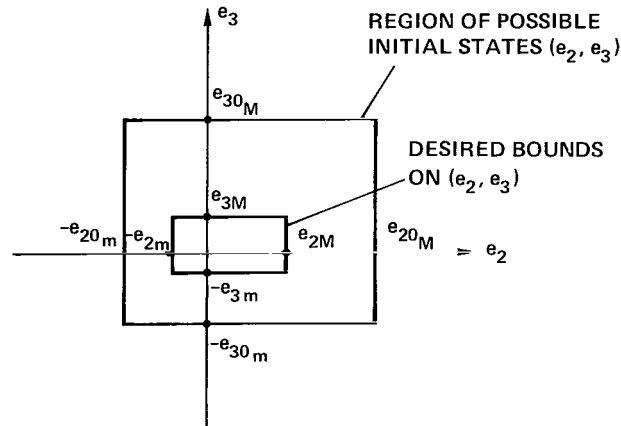 e₃
REGION OF POSSIBLE
INITIAL STATES (e₂, e₃)
e₃₀M
DESIRED BOUNDS
ON (e₂, e₃)
e₃M
-e₂₀m -e₂m e₂M e₂₀M = e₂
-e₃m
-e₃₀m